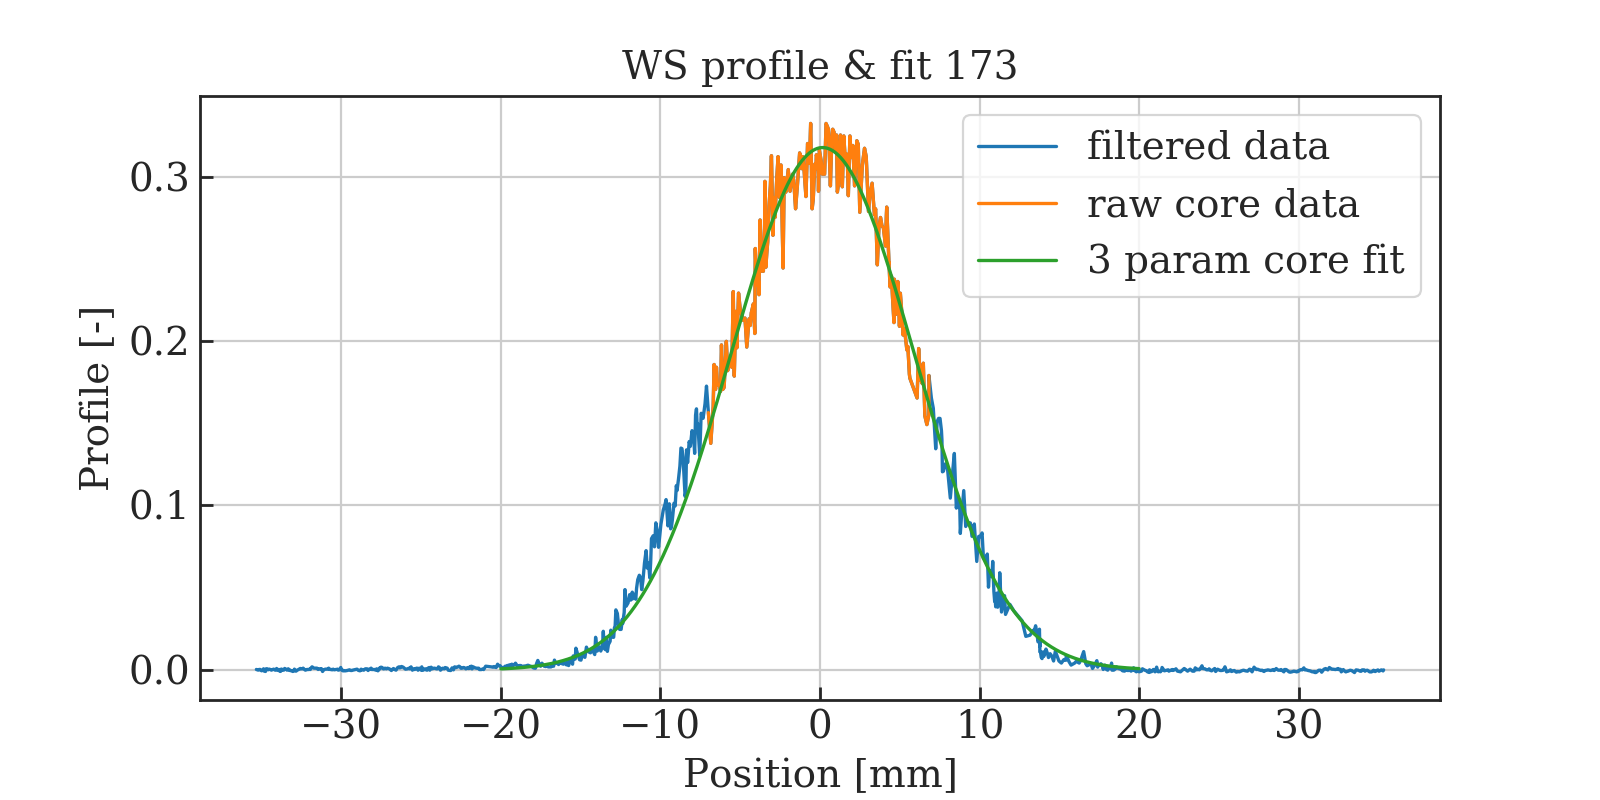 WS profile & fit 173
filtered data
raw core data
3 param core fit
Profile [-]
0.3
0.2
0.1
0.0
−30 −20 −10 0 10 20 30
Position [mm]